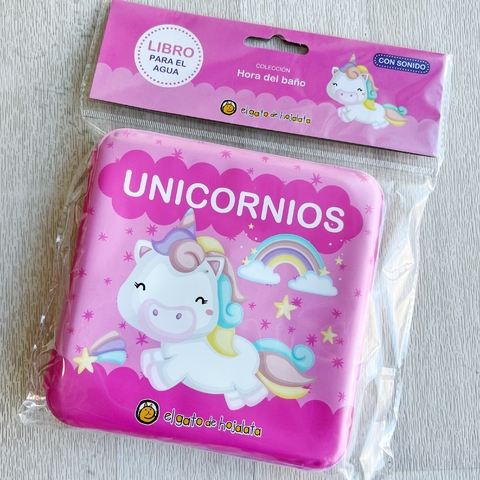 LIBRO
PARA EL
AGUA
COLECCIÓN
Hora del baño
CON SONIDO
el gato de hojalata
UNICORNIOS
el gato de hojalata